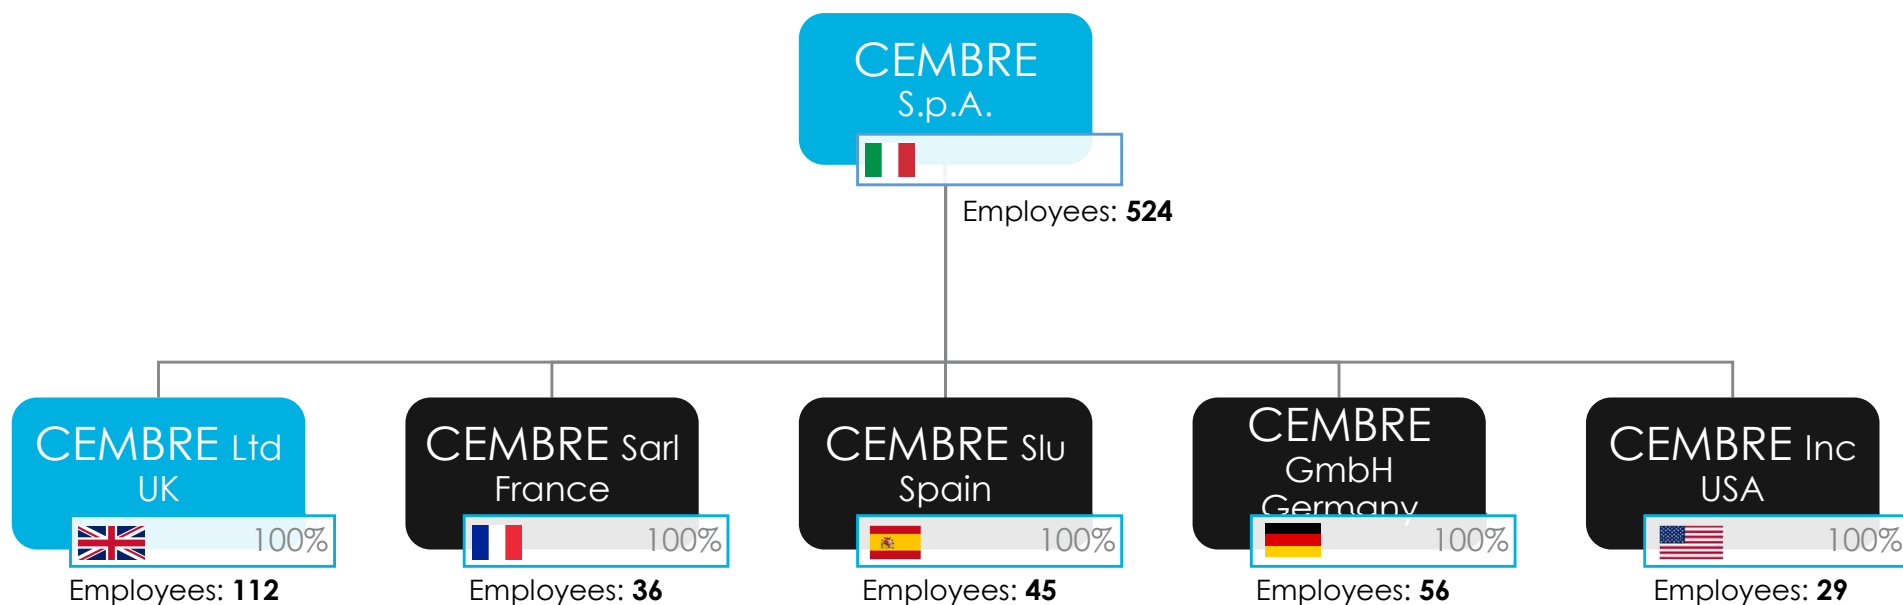 CEMBRE
S.p.A.
Employees: 524
CEMBRE Ltd
UK
100%
Employees: 112
CEMBRE Sarl
France
100%
Employees: 36
CEMBRE Slu
Spain
100%
Employees: 45
CEMBRE
GmbH
Germany
100%
Employees: 56
CEMBRE Inc
USA
100%
Employees: 29